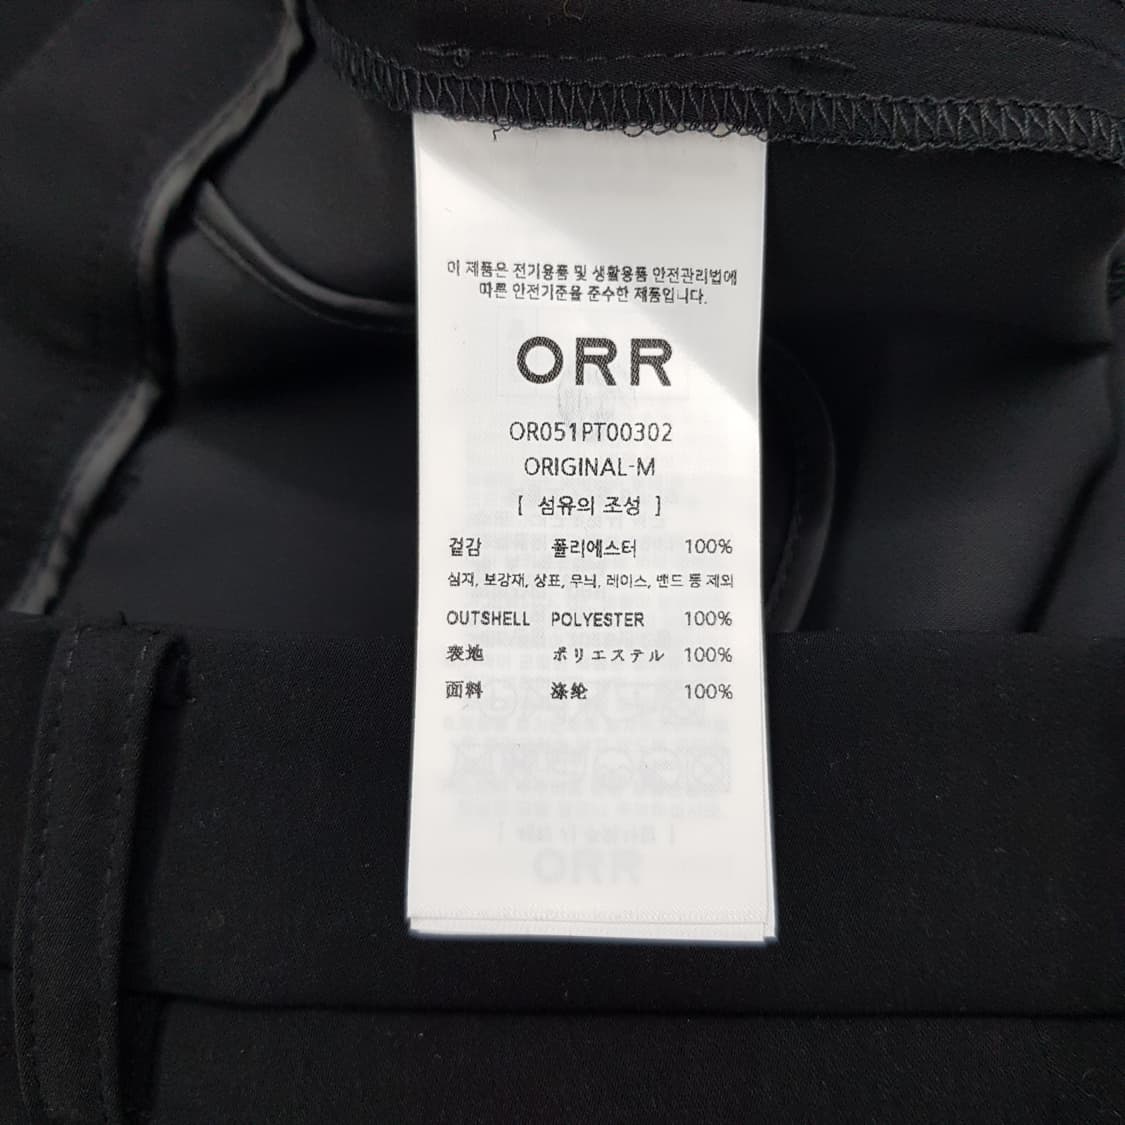 이 제품은 전기용품 및 생활용품 안전관리법에
따른 안전기준을 준수한 제품입니다.
ORR
OR051PT00302
ORIGINAL-M
[ 섬유의 조성 ]
겉감 폴리에스터 100%
심지, 보강재, 상표, 무늬, 레이스, 밴드 등 제외
OUTSHELL POLYESTER 100%
表地 ポリエステル 100%
面料 涤纶 100%